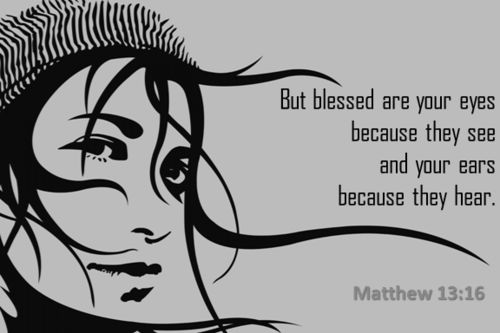 But blessed are your eyes
because they see
and your ears
because they hear.
Matthew 13:16